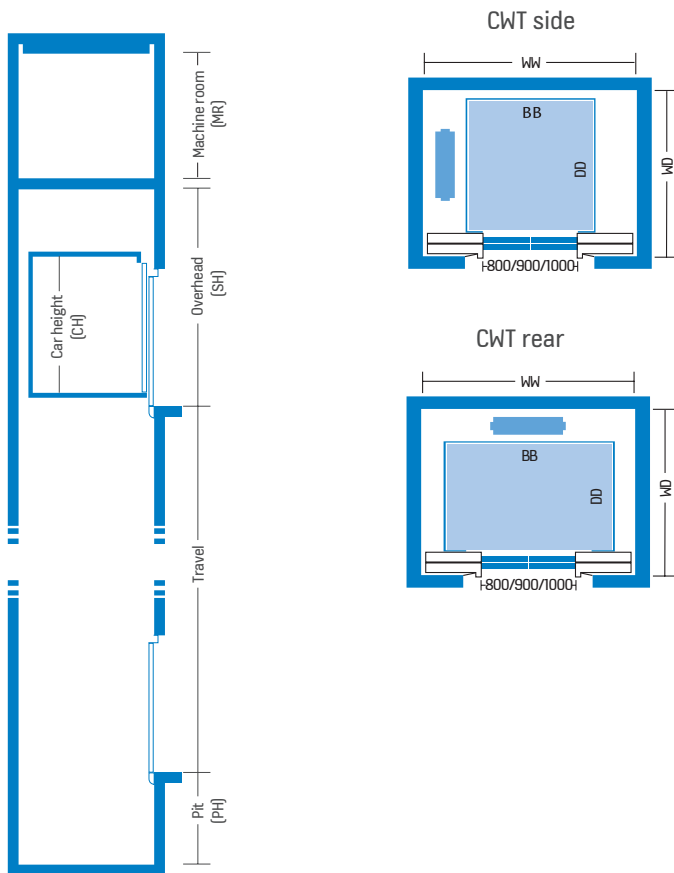 Machine room
(MR)
Overhead
(SH)
Car height
(CH)
Travel
Pit
(PH)
CWT side
WW
BB
DD
WD
800/900/1000
CWT rear
WW
BB
DD
WD
800/900/1000